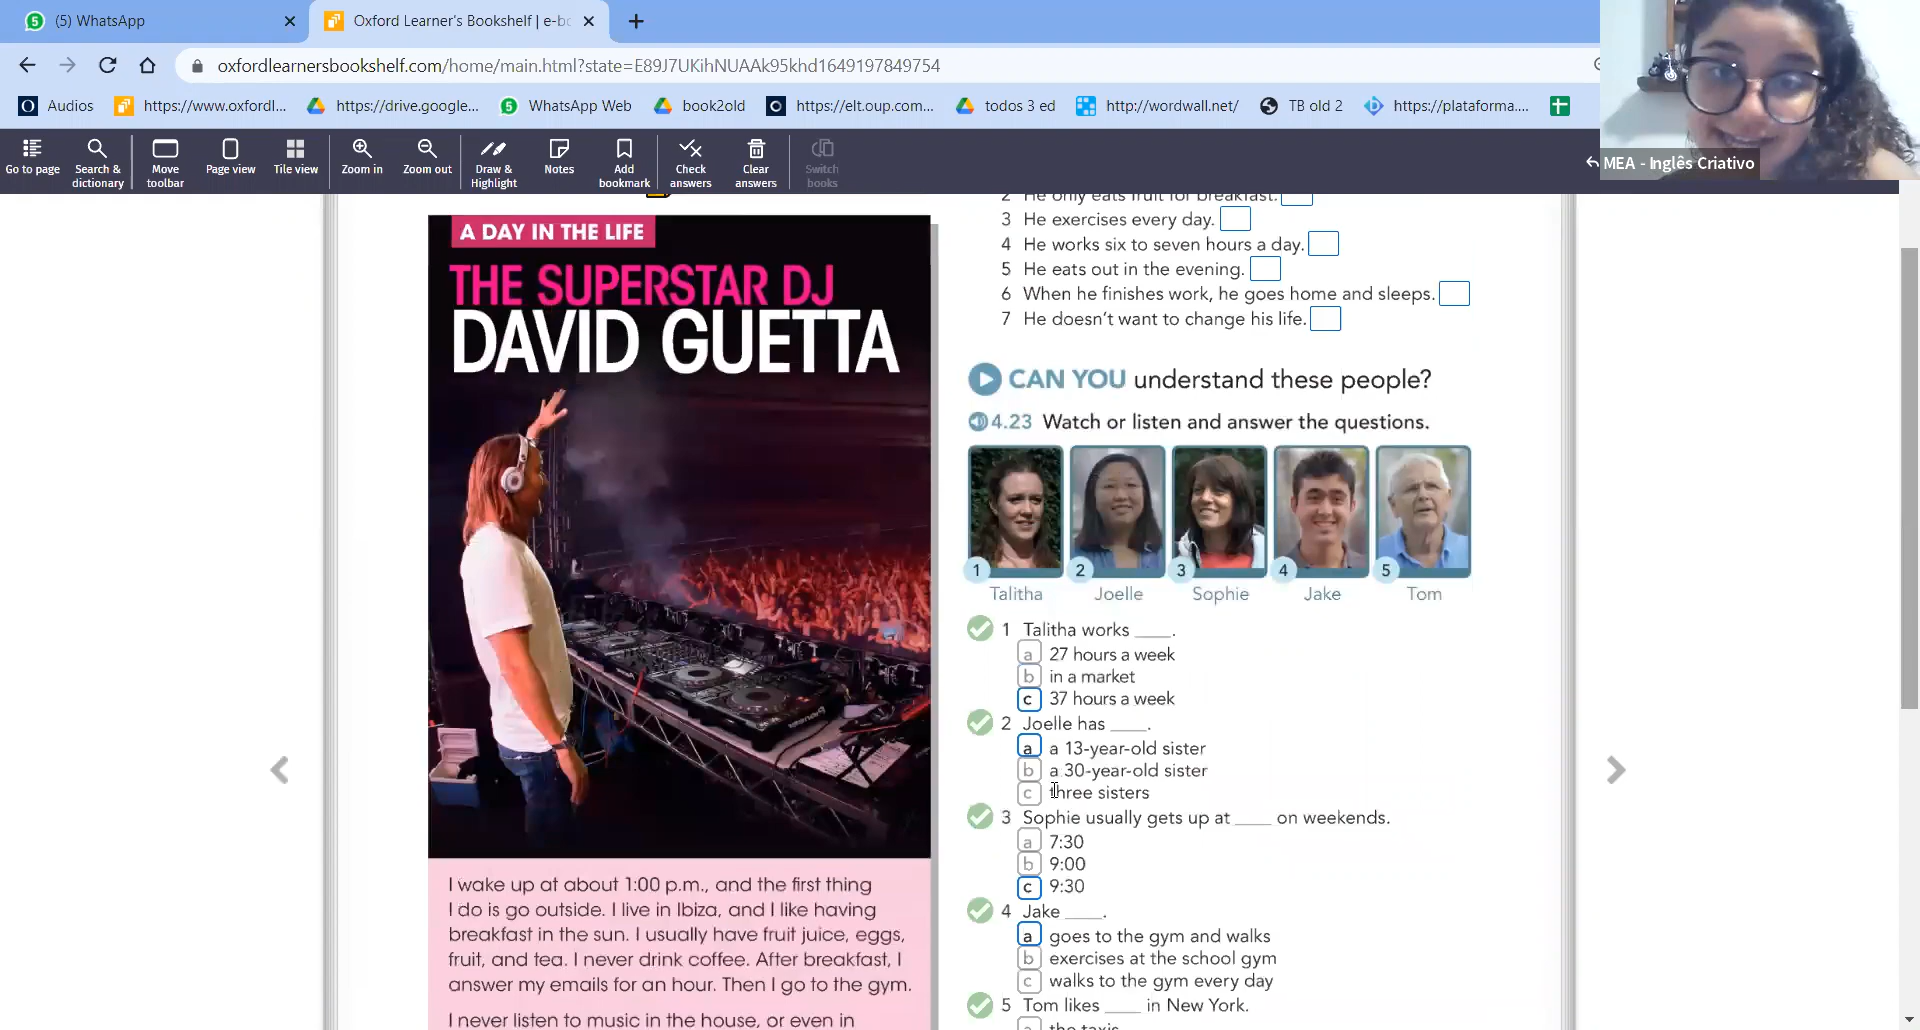 (5) WhatsApp
Oxford Learner's Bookshelf | e-bo
oxfordlearnersbookshelf.com/home/main.html?state=E89J7UKihNUAAk95khd1649197849754
Audios
https://www.oxfordl...
https://drive.google...
WhatsApp Web
book2old
https://elt.oup.com...
todos 3 ed
http://wordwall.net/
TB old 2
https://plataforma....
Go to page
Search & dictionary
Move toolbar
Page view
Tile view
Zoom in
Zoom out
Draw & Highlight
Notes
Add bookmark
Check answers
Clear answers
Switch books
MEA - Inglês Criativo
A DAY IN THE LIFE
THE SUPERSTAR DJ
DAVID GUETTA
I wake up at about 1:00 p.m., and the first thing
I do is go outside. I live in Ibiza, and I like having
breakfast in the sun. I usually have fruit juice, eggs,
fruit, and tea. I never drink coffee. After breakfast, I
answer my emails for an hour. Then I go to the gym.
I never listen to music in the house, or even in
2 He only eats fruit for breakfast.
3 He exercises every day.
4 He works six to seven hours a day.
5 He eats out in the evening.
6 When he finishes work, he goes home and sleeps.
7 He doesn't want to change his life.
CAN YOU understand these people?
4.23 Watch or listen and answer the questions.
1 2 3 4 5
Talitha Joelle Sophie Jake Tom
1 Talitha works ____.
a 27 hours a week
b in a market
c 37 hours a week
2 Joelle has ____.
a a 13-year-old sister
b a 30-year-old sister
c three sisters
3 Sophie usually gets up at ____ on weekends.
a 7:30
b 9:00
c 9:30
4 Jake ____.
a goes to the gym and walks
b exercises at the school gym
c walks to the gym every day
5 Tom likes ____ in New York.
a the taxis